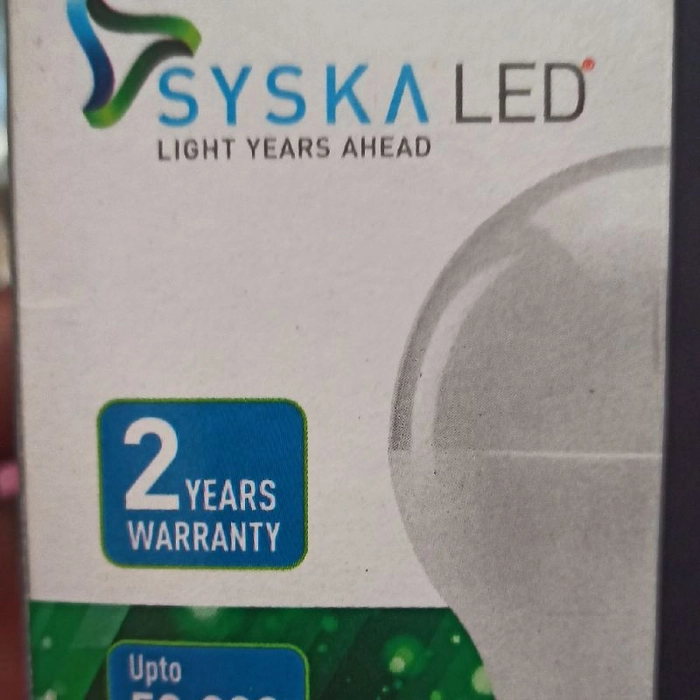 SYSKA LED
LIGHT YEARS AHEAD
2 YEARS
WARRANTY
Upto